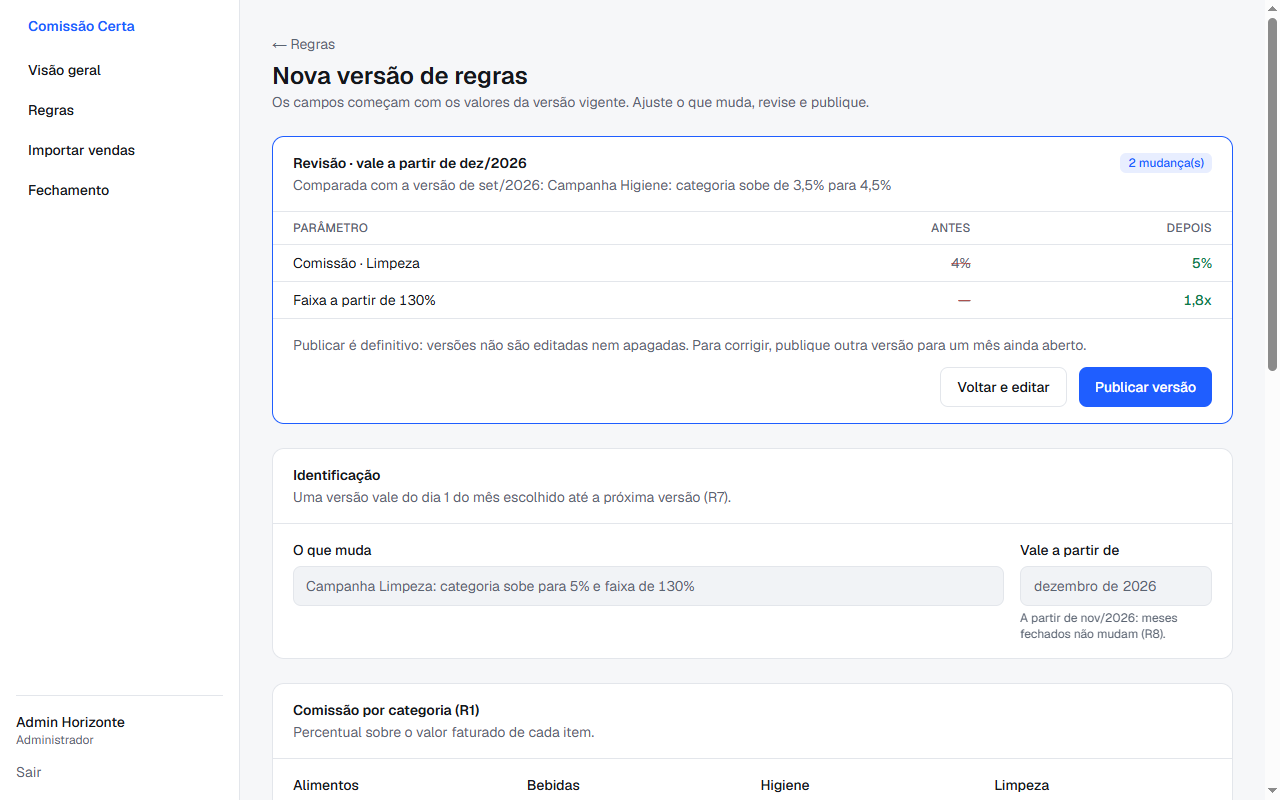 Comissão Certa
Visão geral
Regras
Importar vendas
Fechamento
Admin Horizonte
Administrador
Sair
← Regras
Nova versão de regras
Os campos começam com os valores da versão vigente. Ajuste o que muda, revise e publique.
Revisão · vale a partir de dez/2026
2 mudança(s)
Comparada com a versão de set/2026: Campanha Higiene: categoria sobe de 3,5% para 4,5%
PARÂMETRO ANTES DEPOIS
Comissão · Limpeza 4% 5%
Faixa a partir de 130% — 1,8x
Publicar é definitivo: versões não são editadas nem apagadas. Para corrigir, publique outra versão para um mês ainda aberto.
Voltar e editar Publicar versão
Identificação
Uma versão vale do dia 1 do mês escolhido até a próxima versão (R7).
O que muda Vale a partir de
Campanha Limpeza: categoria sobe para 5% e faixa de 130% dezembro de 2026
A partir de nov/2026: meses
fechados não mudam (R8).
Comissão por categoria (R1)
Percentual sobre o valor faturado de cada item.
Alimentos Bebidas Higiene Limpeza